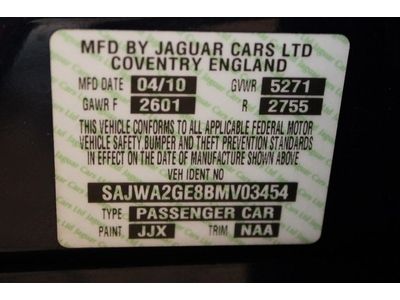 MFD BY JAGUAR CARS LTD
COVENTRY ENGLAND
MFD DATE 04/10 GVWR 5271
GAWR F 2601 R 2755
THIS VEHICLE CONFORMS TO ALL APPLICABLE FEDERAL MOTOR
VEHICLE SAFETY BUMPER AND THEFT PREVENTION STANDARDS
IN EFFECT ON THE DATE OF MANUFACTURE SHOWN ABOVE
VEH IDENT NO
SAJWA2GE8BMV03454
TYPE PASSENGER CAR
PAINT JJX TRIM NAA